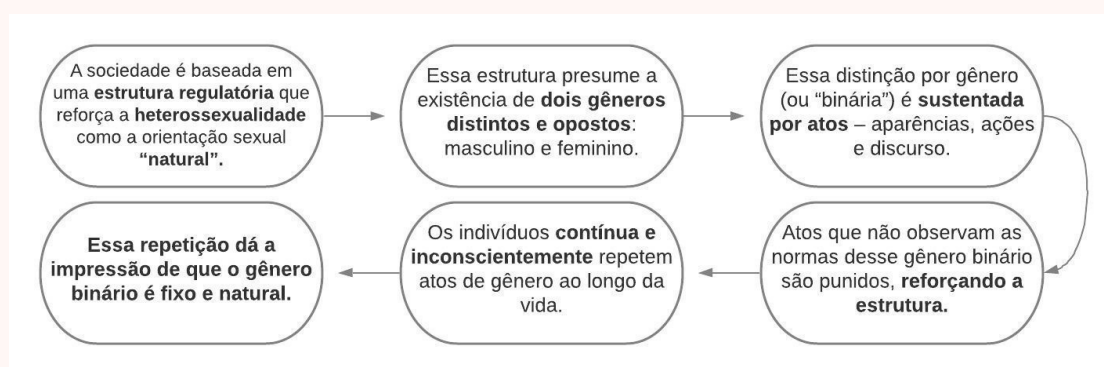 A sociedade é baseada em
uma estrutura regulatória que
reforça a heterossexualidade
como a orientação sexual
“natural”.
Essa estrutura presume a
existência de dois gêneros
distintos e opostos:
masculino e feminino.
Essa distinção por gênero
(ou “binária”) é sustentada
por atos – aparências, ações
e discurso.
Atos que não observam as
normas desse gênero binário
são punidos, reforçando a
estrutura.
Os indivíduos contínua e
inconscientemente repetem
atos de gênero ao longo da
vida.
Essa repetição dá a
impressão de que o gênero
binário é fixo e natural.